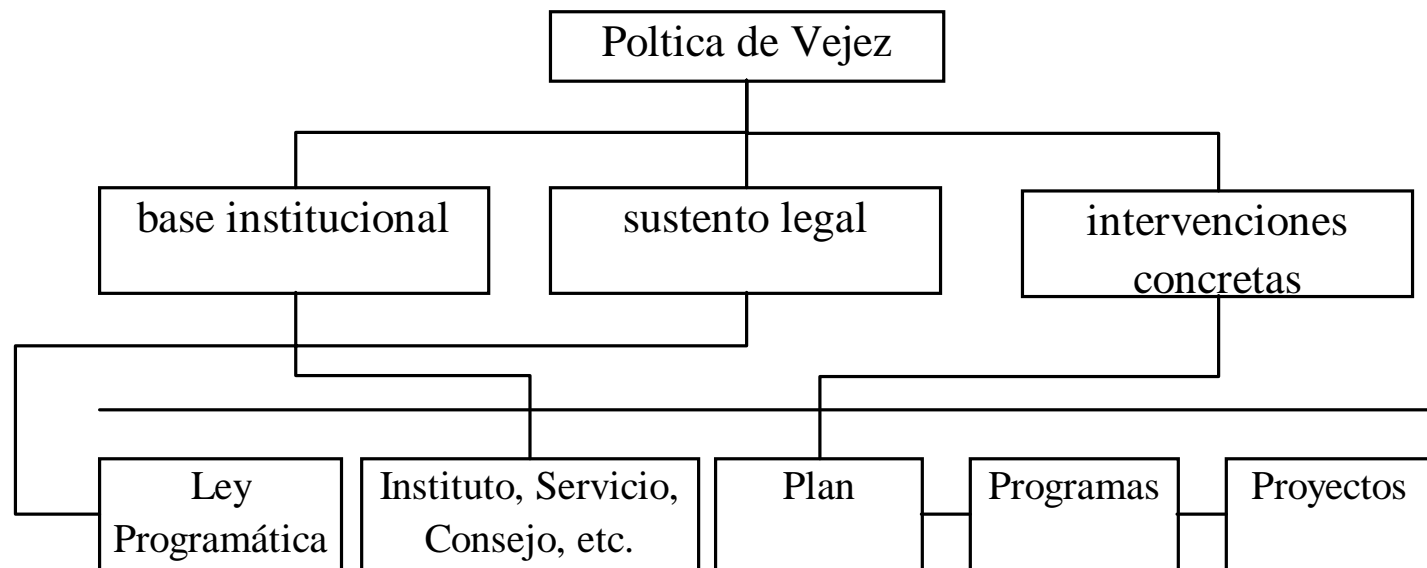 Poltica de Vejez
base institucional
sustento legal
intervenciones
concretas
Ley
Programática
Instituto, Servicio,
Consejo, etc.
Plan
Programas
Proyectos